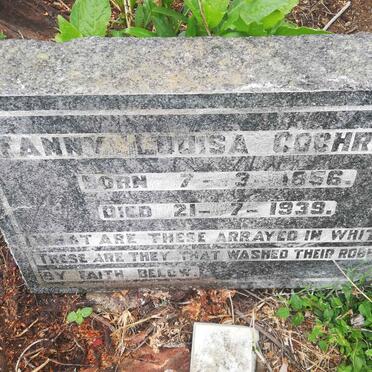 FANNY LOUISA COCHR
BORN 7-3-1856.
DIED 21-7-1939.
WHAT ARE THESE ARRAYED IN WHIT
THESE ARE THEY THAT WASHED THEIR ROB
BY FAITH BELOW